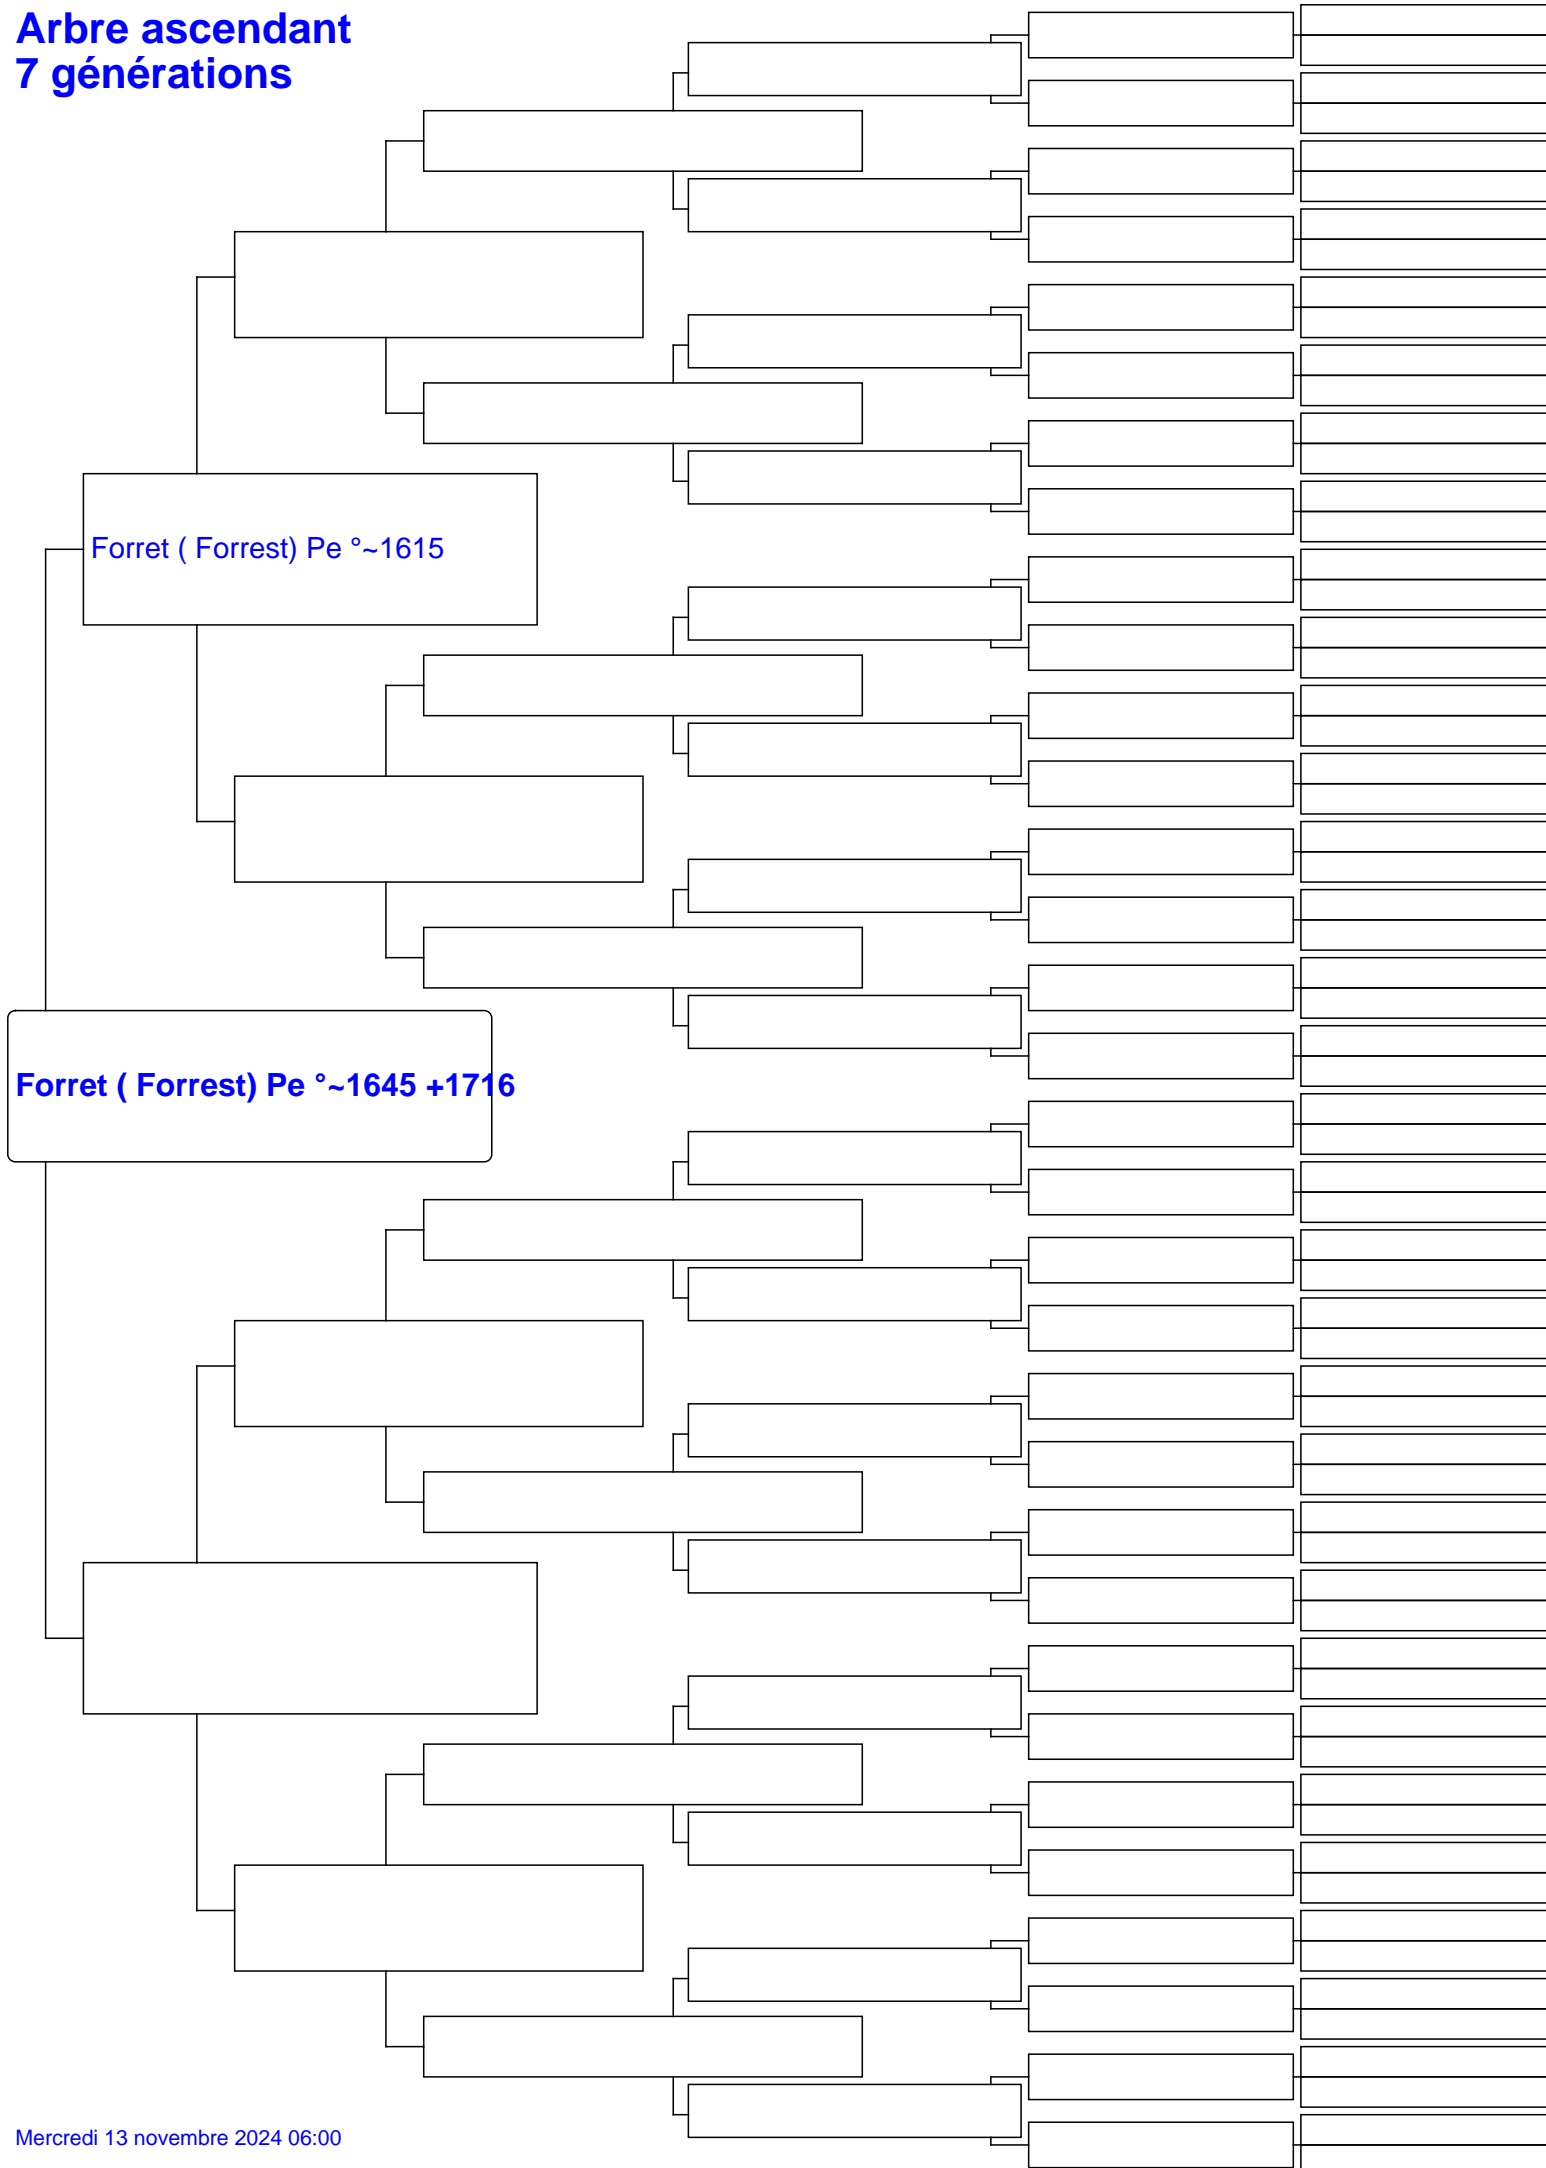 Arbre ascendant
7 générations
Forret ( Forrest) Pe °~1615
Forret ( Forrest) Pe °~1645 +1716
Mercredi 13 novembre 2024 06:00